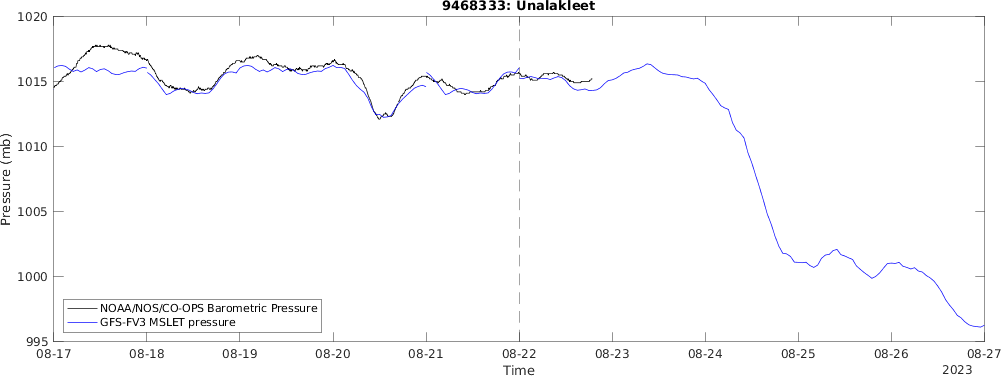 9468333: Unalakleet
Pressure (mb)
1020
1015
1010
1005
1000
995
NOAA/NOS/CO-OPS Barometric Pressure
GFS-FV3 MSLET pressure
08-17 08-18 08-19 08-20 08-21 08-22 08-23 08-24 08-25 08-26 08-27
Time
2023